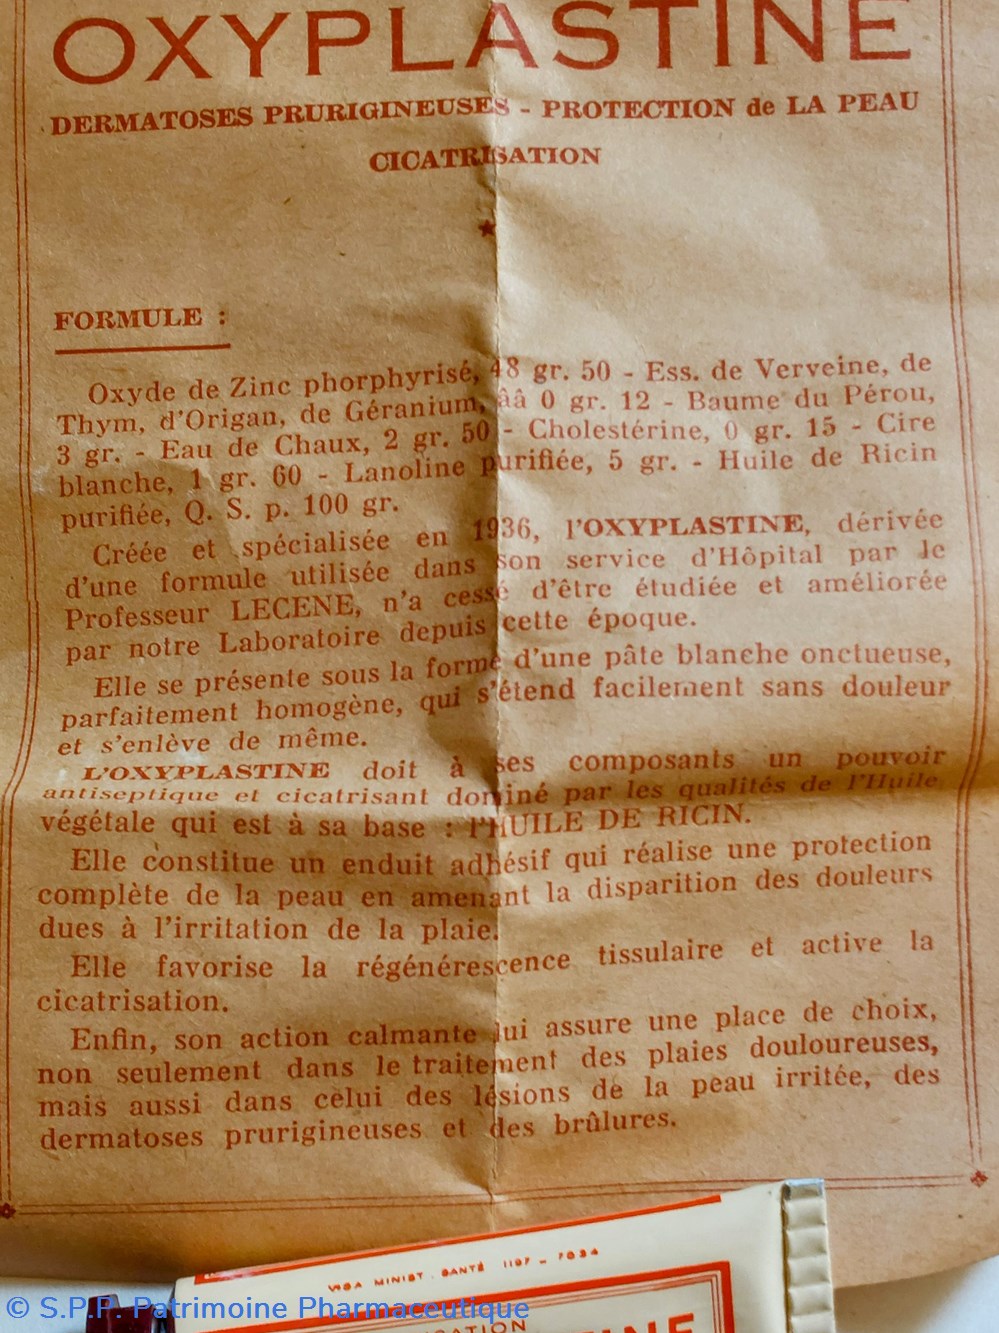 OXYPLASTINE
DERMATOSES PRURIGINEUSES - PROTECTION de LA PEAU
CICATRISATION
FORMULE :
Oxyde de Zinc phorphyrisé, 48 gr. 50 - Ess. de Verveine, de
Thym, d'Origan, de Géranium, ââ 0 gr. 12 - Baume du Pérou,
3 gr. - Eau de Chaux, 2 gr. 50 - Cholestérine, 0 gr. 15 - Cire
blanche, 1 gr. 60 - Lanoline purifiée, 5 gr. - Huile de Ricin
purifiée, Q. S. p. 100 gr.
Créée et spécialisée en 1936, l'OXYPLASTINE, dérivée
d'une formule utilisée dans son service d'Hôpital par le
Professeur LECENE, n'a cessé d'être étudiée et améliorée
par notre Laboratoire depuis cette époque.
Elle se présente sous la forme d'une pâte blanche onctueuse,
parfaitement homogène, qui s'étend facilement sans douleur
et s'enlève de même.
L'OXYPLASTINE doit à ses composants un pouvoir
antiseptique et cicatrisant dominé par les qualités de l'Huile
végétale qui est à sa base : l'HUILE DE RICIN.
Elle constitue un enduit adhésif qui réalise une protection
complète de la peau en amenant la disparition des douleurs
dues à l'irritation de la plaie.
Elle favorise la régénérescence tissulaire et active la
cicatrisation.
Enfin, son action calmante lui assure une place de choix,
non seulement dans le traitement des plaies douloureuses,
mais aussi dans celui des lésions de la peau irritée, des
dermatoses prurigineuses et des brûlures.
VISA MINIST. SANTÉ 1197 - 7034
© S.P.P. Patrimoine Pharmaceutique